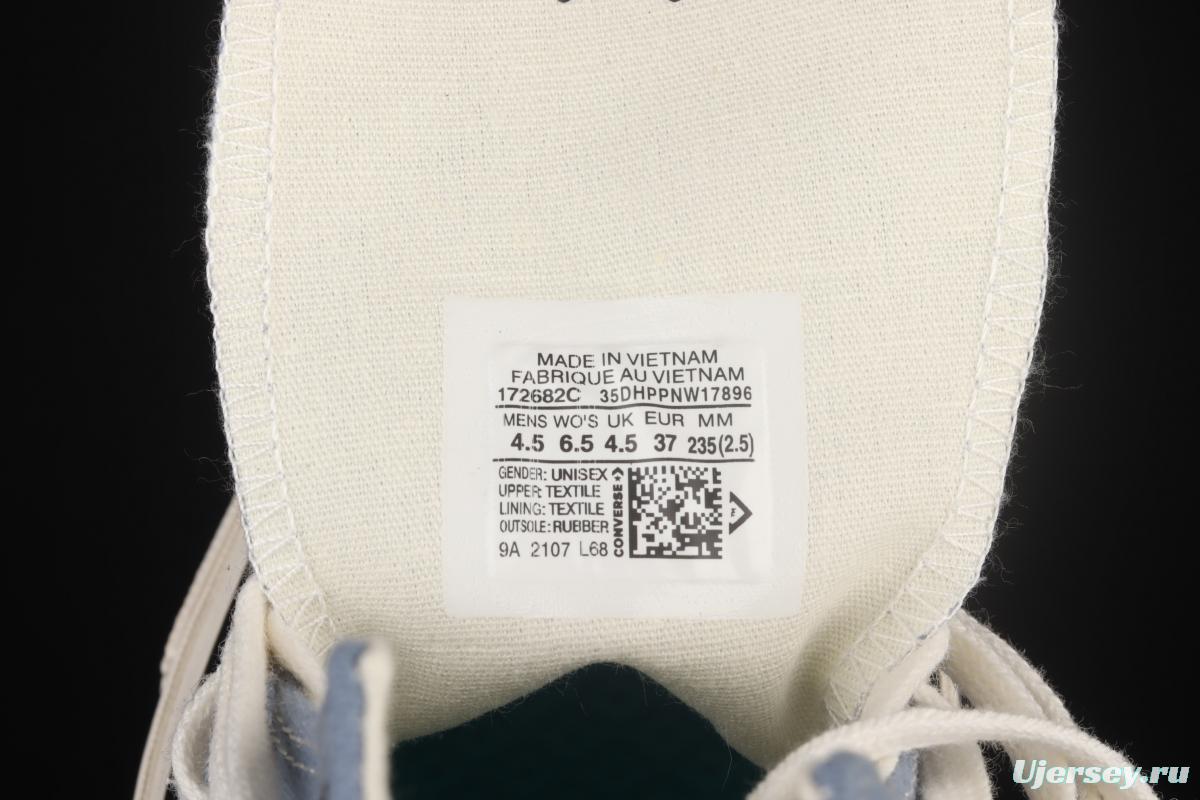 MADE IN VIETNAM
FABRIQUE AU VIETNAM
172682C 35DHPPNW17896
MENS WO'S UK EUR MM
4.5 6.5 4.5 37 235(2.5)
GENDER: UNISEX
UPPER: TEXTILE
LINING: TEXTILE
OUTSOLE: RUBBER
9A 2107 L68
CONVERSE
F
Ujersey.ru